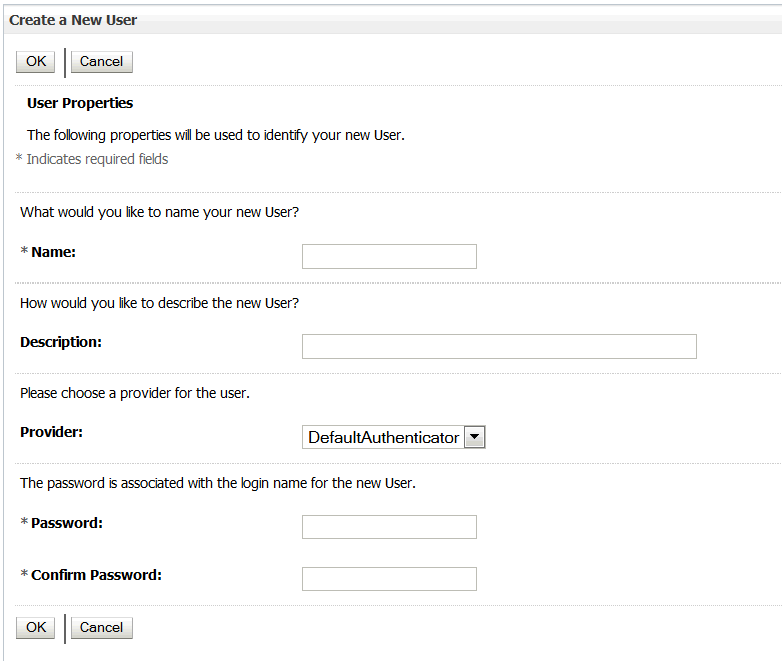 Create a New User
OK Cancel
User Properties
The following properties will be used to identify your new User.
* Indicates required fields
What would you like to name your new User?
* Name:
How would you like to describe the new User?
Description:
Please choose a provider for the user.
Provider: DefaultAuthenticator
The password is associated with the login name for the new User.
* Password:
* Confirm Password:
OK Cancel